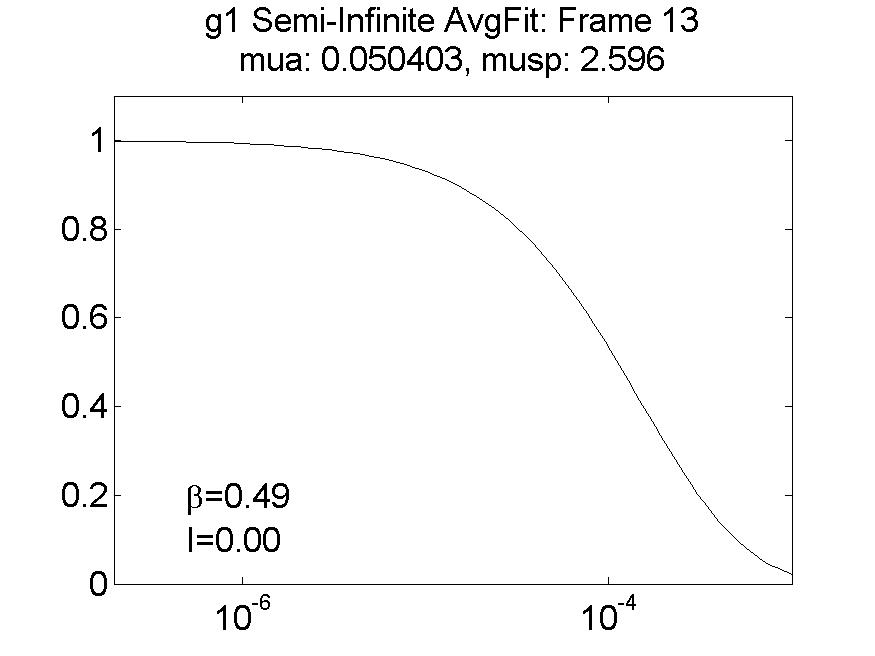 g1 Semi-Infinite AvgFit: Frame 13
mua: 0.050403, musp: 2.596
1
0.8
0.6
0.4
0.2
0
β=0.49
I=0.00
10^-6
10^-4